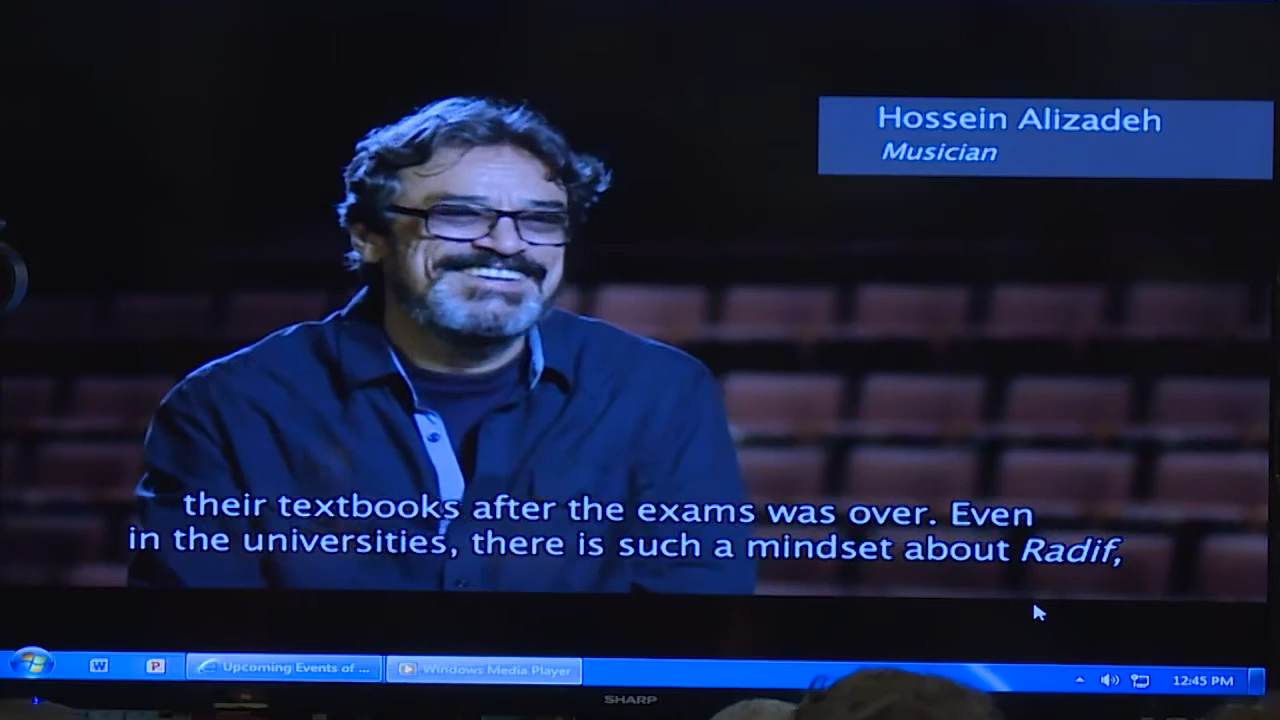 Hossein Alizadeh
Musician
their textbooks after the exams was over. Even
in the universities, there is such a mindset about Radif,
W
P
Upcoming Events of ...
Windows Media Player
12:45 PM
SHARP